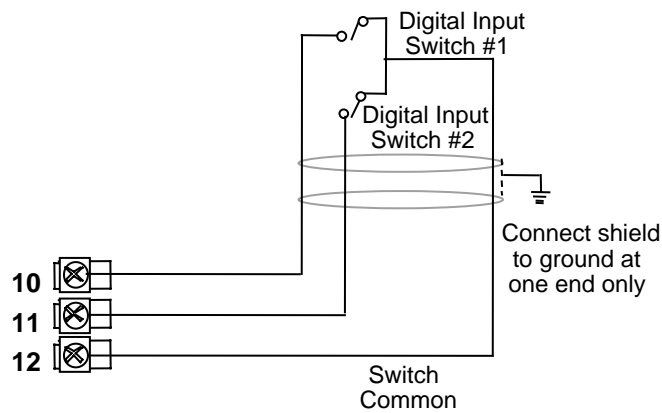 Digital Input
Switch #1
Digital Input
Switch #2
Connect shield
to ground at
one end only
10
11
12
Switch
Common